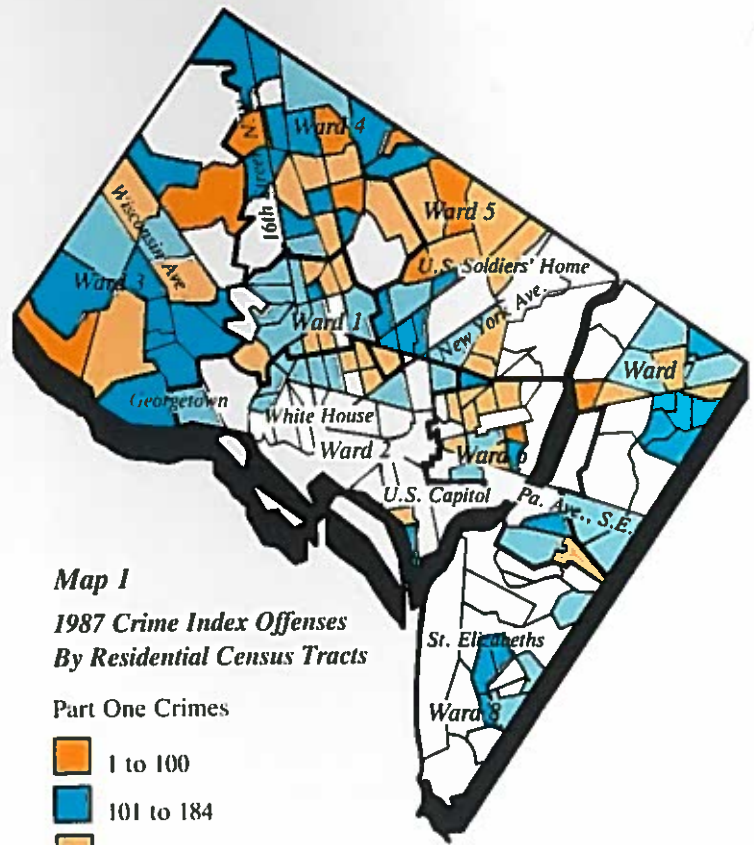 16th Street N.
Ward 4
Wisconsin Ave
Ward 5
U.S. Soldiers' Home
Ward 3
New York Ave.
Ward 1
Ward 7
Georgetown
White House
Ward 2
Ward 6
U.S. Capitol
Pa. Ave., S.E.
Map 1
1987 Crime Index Offenses
By Residential Census Tracts
St. Elizabeths
Part One Crimes
Ward 8
1 to 100
101 to 184